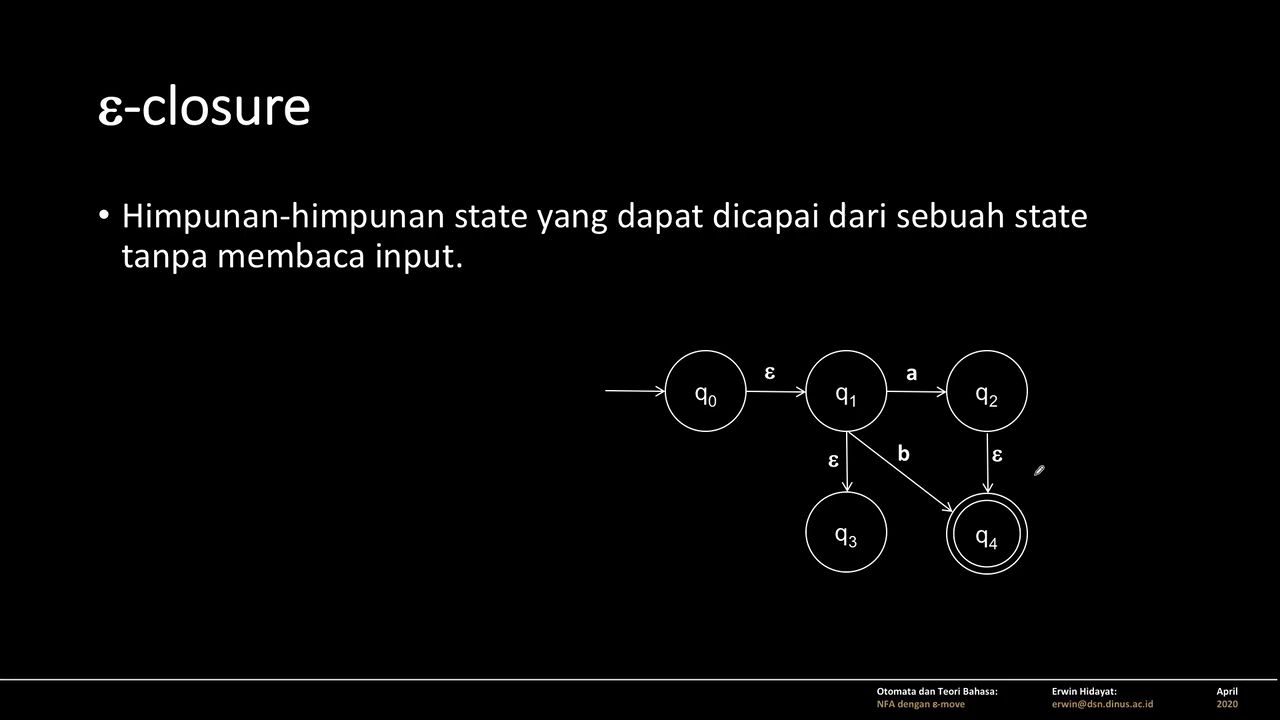 ε-closure
• Himpunan-himpunan state yang dapat dicapai dari sebuah state
tanpa membaca input.
q0 ε q1 a q2
ε b ε
q3 q4
Otomata dan Teori Bahasa: Erwin Hidayat: April
NFA dengan ε-move erwin@dsn.dinus.ac.id 2020